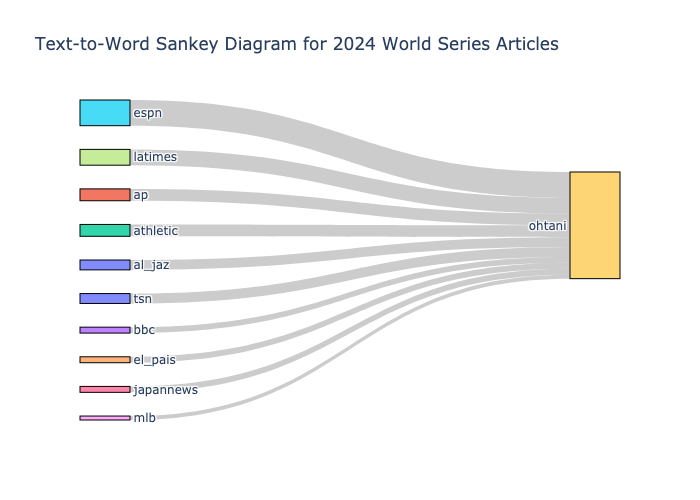 Text-to-Word Sankey Diagram for 2024 World Series Articles
espn
latimes
ap
athletic
ohtani
al_jaz
tsn
bbc
el_pais
japannews
mlb